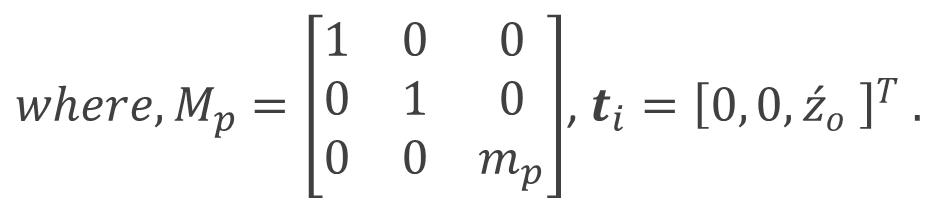 where, M_p = [1 0 0
0 1 0
0 0 m_p], t_i = [0, 0, ź_o ]^T .